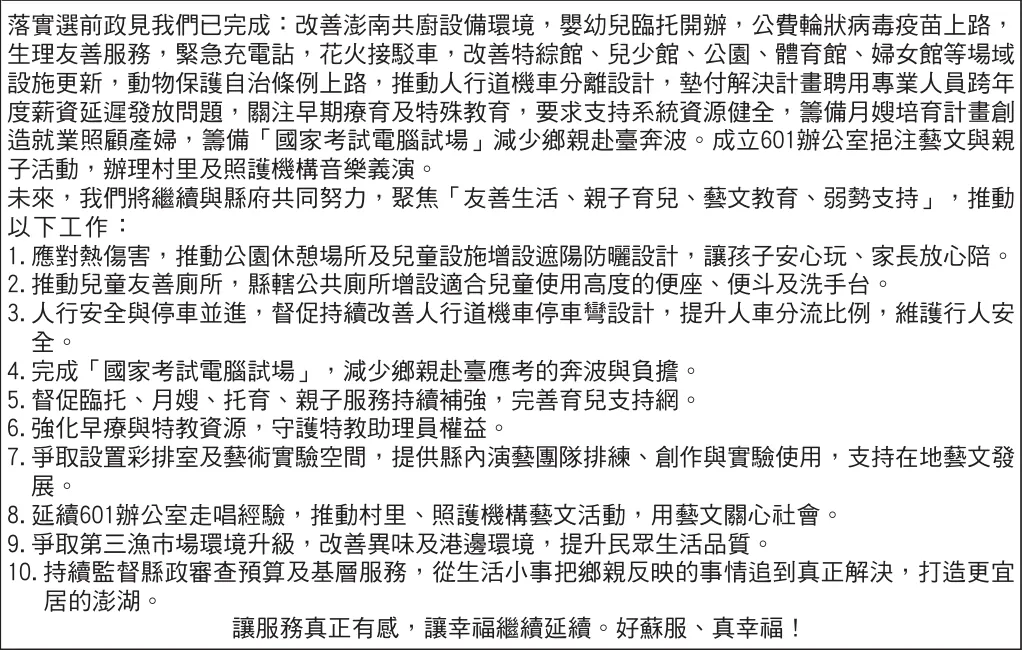 落實選前政見我們已完成：改善澎南共廚設備環境，嬰幼兒臨托開辦，公費輪狀病毒疫苗上路，
生理友善服務，緊急充電站，花火接駁車，改善特綜館、兒少館、公園、體育館、婦女館等場域
設施更新，動物保護自治條例上路，推動人行道機車分離設計，墊付解決計畫聘用專業人員跨年
度薪資延遲發放問題，關注早期療育及特殊教育，要求支持系統資源健全，籌備月嫂培育計畫創
造就業照顧產婦，籌備「國家考試電腦試場」減少鄉親赴臺奔波。成立601辦公室挹注藝文與親
子活動，辦理村里及照護機構音樂義演。
未來，我們將繼續與縣府共同努力，聚焦「友善生活、親子育兒、藝文教育、弱勢支持」，推動
以下工作：
1.應對熱傷害，推動公園休憩場所及兒童設施增設遮陽防曬設計，讓孩子安心玩、家長放心陪。
2.推動兒童友善廁所，縣轄公共廁所增設適合兒童使用高度的便座、便斗及洗手台。
3.人行安全與停車並進，督促持續改善人行道機車停車彎設計，提升人車分流比例，維護行人安
全。
4.完成「國家考試電腦試場」，減少鄉親赴臺應考的奔波與負擔。
5.督促臨托、月嫂、托育、親子服務持續補強，完善育兒支持網。
6.強化早療與特教資源，守護特教助理員權益。
7.爭取設置彩排室及藝術實驗空間，提供縣內演藝團隊排練、創作與實驗使用，支持在地藝文發
展。
8.延續601辦公室走唱經驗，推動村里、照護機構藝文活動，用藝文關心社會。
9.爭取第三漁市場環境升級，改善異味及港邊環境，提升民眾生活品質。
10.持續監督縣政審查預算及基層服務，從生活小事把鄉親反映的事情追到真正解決，打造更宜
居的澎湖。
讓服務真正有感，讓幸福繼續延續。好蘇服、真幸福！